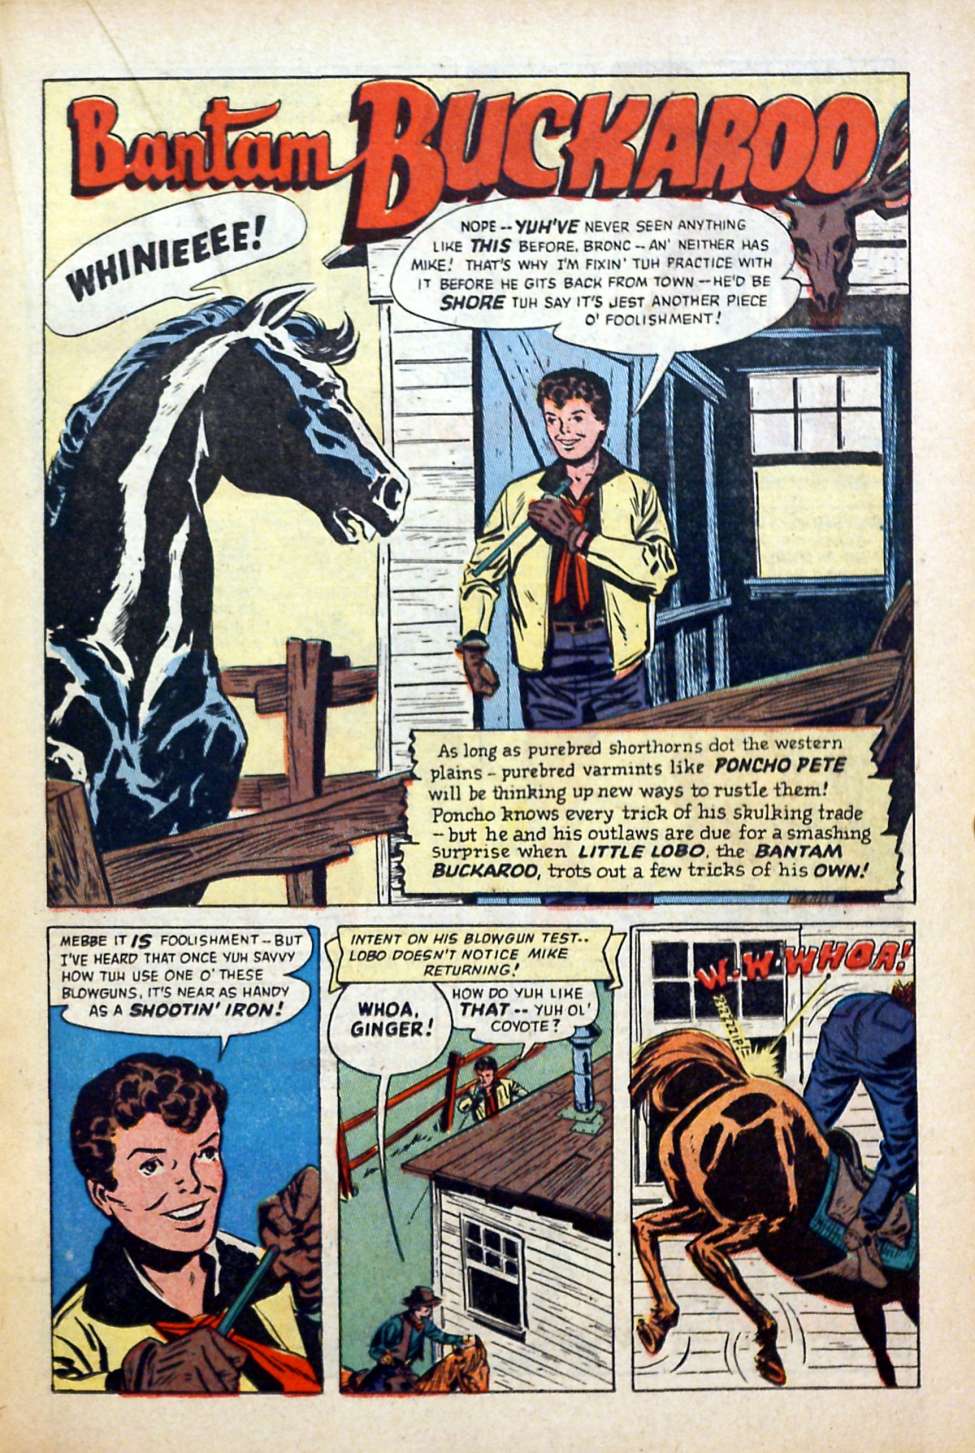 Bantam BUCKAROO
WHINIEEEE!
NOPE -- YUH'VE NEVER SEEN ANYTHING
LIKE THIS BEFORE, BRONC -- AN' NEITHER HAS
MIKE! THAT'S WHY I'M FIXIN' TUH PRACTICE WITH
IT BEFORE HE GITS BACK FROM TOWN -- HE'D BE
SHORE TUH SAY IT'S JEST ANOTHER PIECE
O' FOOLISHMENT!
As long as purebred shorthorns dot the western
plains - purebred varmints like PONCHO PETE
will be thinking up new ways to rustle them!
Poncho knows every trick of his skulking trade
- but he and his outlaws are due for a smashing
surprise when LITTLE LOBO, the BANTAM
BUCKAROO, trots out a few tricks of his OWN!
MEBBE IT IS FOOLISHMENT -- BUT
I'VE HEARD THAT ONCE YUH SAVVY
HOW TUH USE ONE O' THESE
BLOWGUNS, IT'S NEAR AS HANDY
AS A SHOOTIN' IRON!
INTENT ON HIS BLOWGUN TEST..
LOBO DOESN'T NOTICE MIKE
RETURNING!
WHOA,
GINGER!
HOW DO YUH LIKE
THAT -- YUH OL'
COYOTE?
W-W-WHOA!
ZZZZZIP!